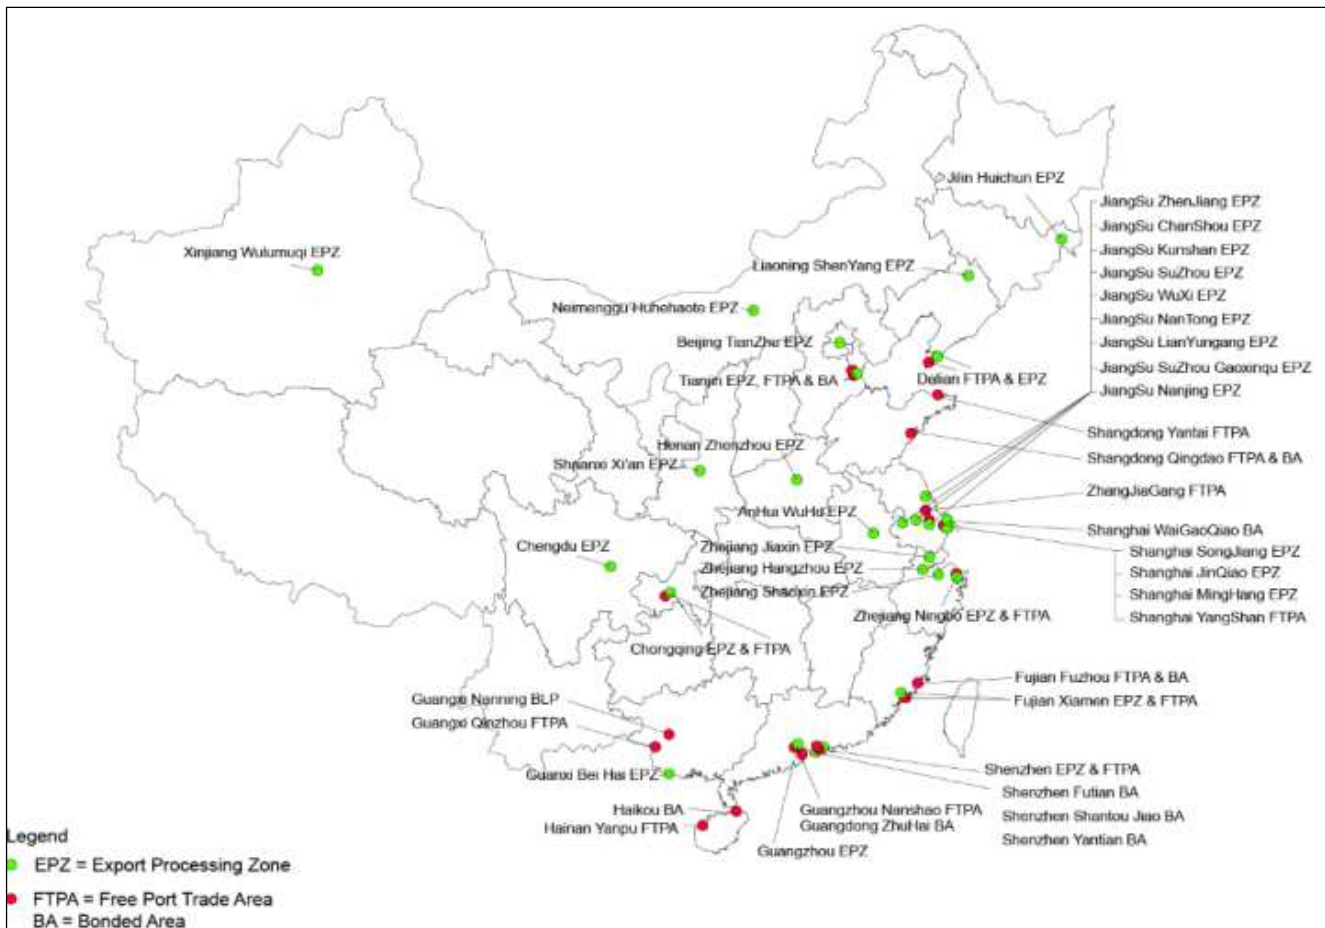 Jilin Huichun EPZ
JiangSu ZhenJiang EPZ
JiangSu ChanShou EPZ
JiangSu Kunshan EPZ
JiangSu SuZhou EPZ
JiangSu WuXi EPZ
JiangSu NanTong EPZ
JiangSu LianYungang EPZ
JiangSu SuZhou Gaoxinqu EPZ
JiangSu Nanjing EPZ
Xinjiang Wulumuqi EPZ
Liaoning ShenYang EPZ
Neimenggu Huhehaote EPZ
Beijing TianZhu EPZ
Tianjin EPZ, FTPA & BA
Dalian FTPA & EPZ
Shangdong Yantai FTPA
Shangdong Qingdao FTPA & BA
Henan Zhenzhou EPZ
Shaanxi Xi'an EPZ
ZhangJiaGang FTPA
AnHui WuHu EPZ
Shanghai WaiGaoQiao BA
Shanghai SongJiang EPZ
Shanghai JinQiao EPZ
Shanghai MingHang EPZ
Shanghai YangShan FTPA
Chengdu EPZ
Zhejiang Jiaxin EPZ
Zhejiang Hangzhou EPZ
Zhejiang Shaoxin EPZ
Zhejiang Ningbo EPZ & FTPA
Chongqing EPZ & FTPA
Fujian Fuzhou FTPA & BA
Fujian Xiamen EPZ & FTPA
Guangxi Nanning BLP
Guangxi Qinzhou FTPA
Guanxi Bei Hai EPZ
Shenzhen EPZ & FTPA
Shenzhen Futian BA
Shenzhen Shantou Jiao BA
Shenzhen Yantian BA
Haikou BA
Hainan Yanpu FTPA
Guangzhou Nanshao FTPA
Guangdong ZhuHai BA
Guangzhou EPZ
Legend
EPZ = Export Processing Zone
FTPA = Free Port Trade Area
BA = Bonded Area